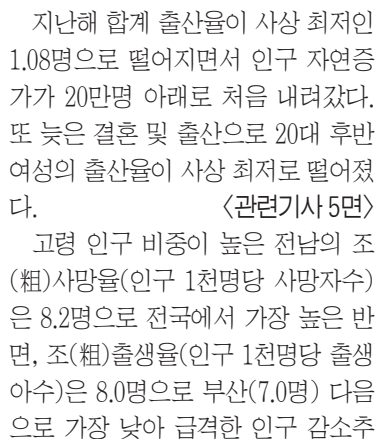 지난해 합계 출산율이 사상 최저인
1.08명으로 떨어지면서 인구 자연증
가가 20만명 아래로 처음 내려갔다.
또 늦은 결혼 및 출산으로 20대 후반
여성의 출산율이 사상 최저로 떨어졌
다. 〈관련기사 5면〉
고령 인구 비중이 높은 전남의 조
(粗)사망율(인구 1천명당 사망자수)
은 8.2명으로 전국에서 가장 높은 반
면, 조(粗)출생율(인구 1천명당 출생
아수)은 8.0명으로 부산(7.0명) 다음
으로 가장 낮아 급격한 인구 감소추